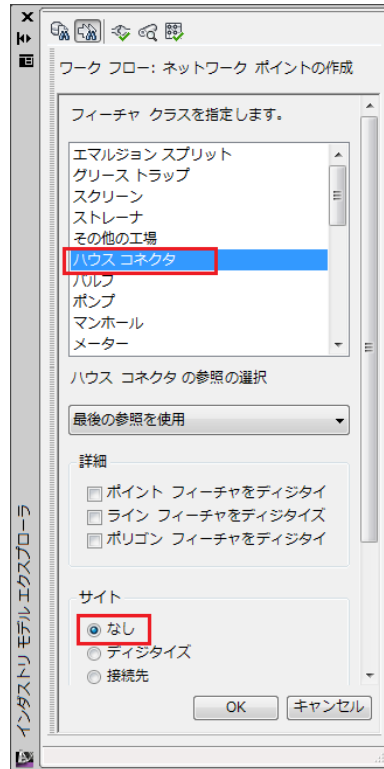 ワーク フロー: ネットワーク ポイントの作成
フィーチャ クラスを指定します。
エマルジョン スプリット
グリース トラップ
スクリーン
ストレーナ
その他の工場
ハウス コネクタ
バルブ
ポンプ
マンホール
メーター
ハウス コネクタ の参照の選択
最後の参照を使用
詳細
ポイント フィーチャをディジタイ
ライン フィーチャをディジタイズ
ポリゴン フィーチャをディジタイ
サイト
なし
ディジタイズ
接続先
OK
キャンセル
インダストリ モデル エクスプローラ